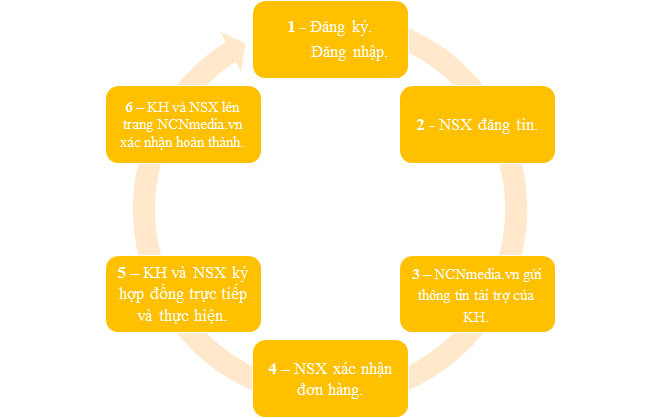 1 - Đăng ký.
Đăng nhập.
2 - NSX đăng tin.
3 – NCNmedia.vn gửi
thông tin tài trợ của
KH.
4 – NSX xác nhận
đơn hàng.
5 – KH và NSX ký
hợp đồng trực tiếp
và thực hiện.
6 – KH và NSX lên
trang NCNmedia.vn
xác nhận hoàn thành.